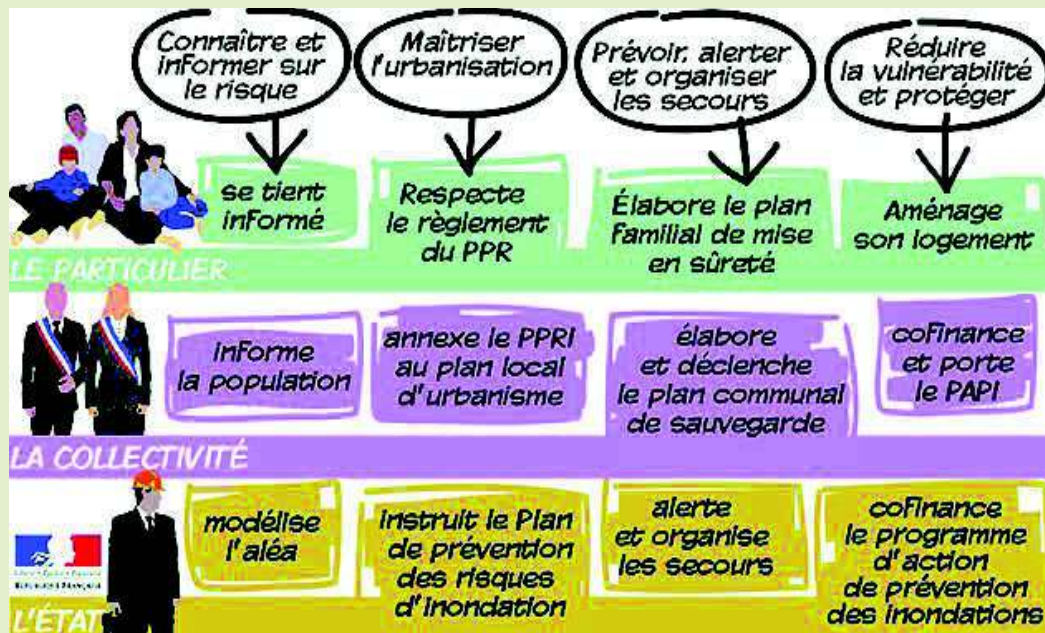 Connaître et
informer sur
le risque
Maîtriser
l'urbanisation
Prévoir, alerter
et organiser
les secours
Réduire
la vulnérabilité
et protéger
se tient
informé
Respecte
le règlement
du PPR
Élabore le plan
familial de mise
en sûreté
Aménage
son logement
LE PARTICULIER
informe
la population
annexe le PPRI
au plan local
d'urbanisme
élabore
et déclenche
le plan communal
de sauvegarde
cofinance
et porte
le PAPI
LA COLLECTIVITÉ
modélise
l'aléa
instruit le Plan
de prévention
des risques
d'inondation
alerte
et organise
les secours
cofinance
le programme
d'action
de prévention
des inondations
RÉPUBLIQUE FRANÇAISE
L'ÉTAT